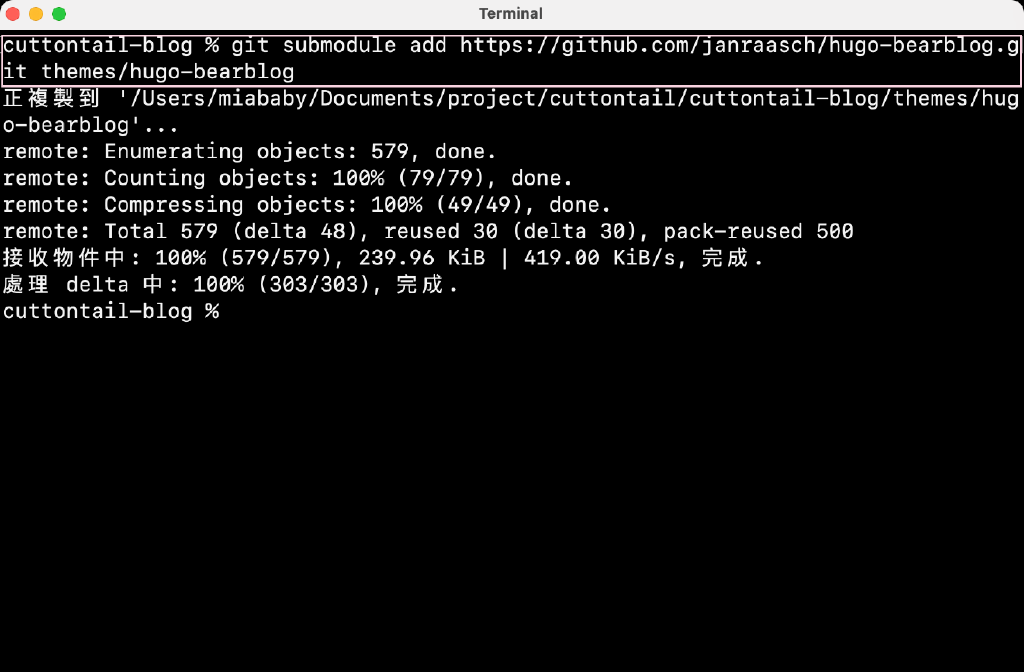 Terminal
cuttontail-blog % git submodule add https://github.com/janraasch/hugo-bearblog.g
it themes/hugo-bearblog
正複製到 '/Users/miababy/Documents/project/cuttontail/cuttontail-blog/themes/hug
o-bearblog'...
remote: Enumerating objects: 579, done.
remote: Counting objects: 100% (79/79), done.
remote: Compressing objects: 100% (49/49), done.
remote: Total 579 (delta 48), reused 30 (delta 30), pack-reused 500
接收物件中: 100% (579/579), 239.96 KiB | 419.00 KiB/s, 完成.
處理 delta 中: 100% (303/303), 完成.
cuttontail-blog %